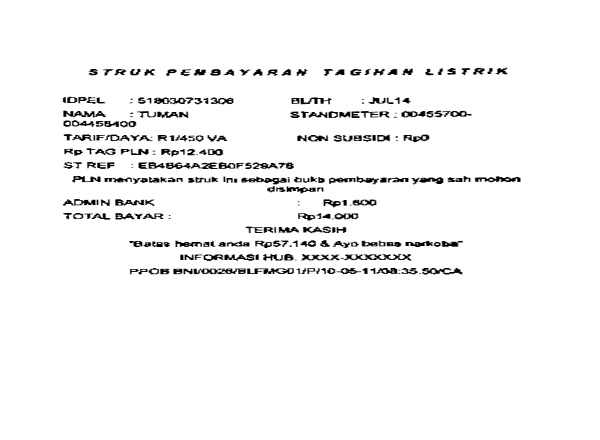 STRUK PEMBAYARAN TAGIHAN LISTRIK
IDPEL : 518030731306 BL/TH : JUL14
NAMA : TUMAN STANDMETER : 00455700-
004458400
TARIF/DAYA: R1/450 VA NON SUBSIDI : Rp0
Rp TAG PLN : Rp12.400
ST REF : EB4B64A2EB0F529A76
PLN menyatakan struk ini sebagai bukti pembayaran yang sah mohon
disimpan
ADMIN BANK : Rp1.600
TOTAL BAYAR : Rp14.000
TERIMA KASIH
"Batas hemat anda Rp57.140 & Ayo bebas narkoba"
INFORMASI HUB. XXXX-XXXXXXX
PPOB BNI/0026/BLFMG01/P/10-05-11/08:35.50/CA